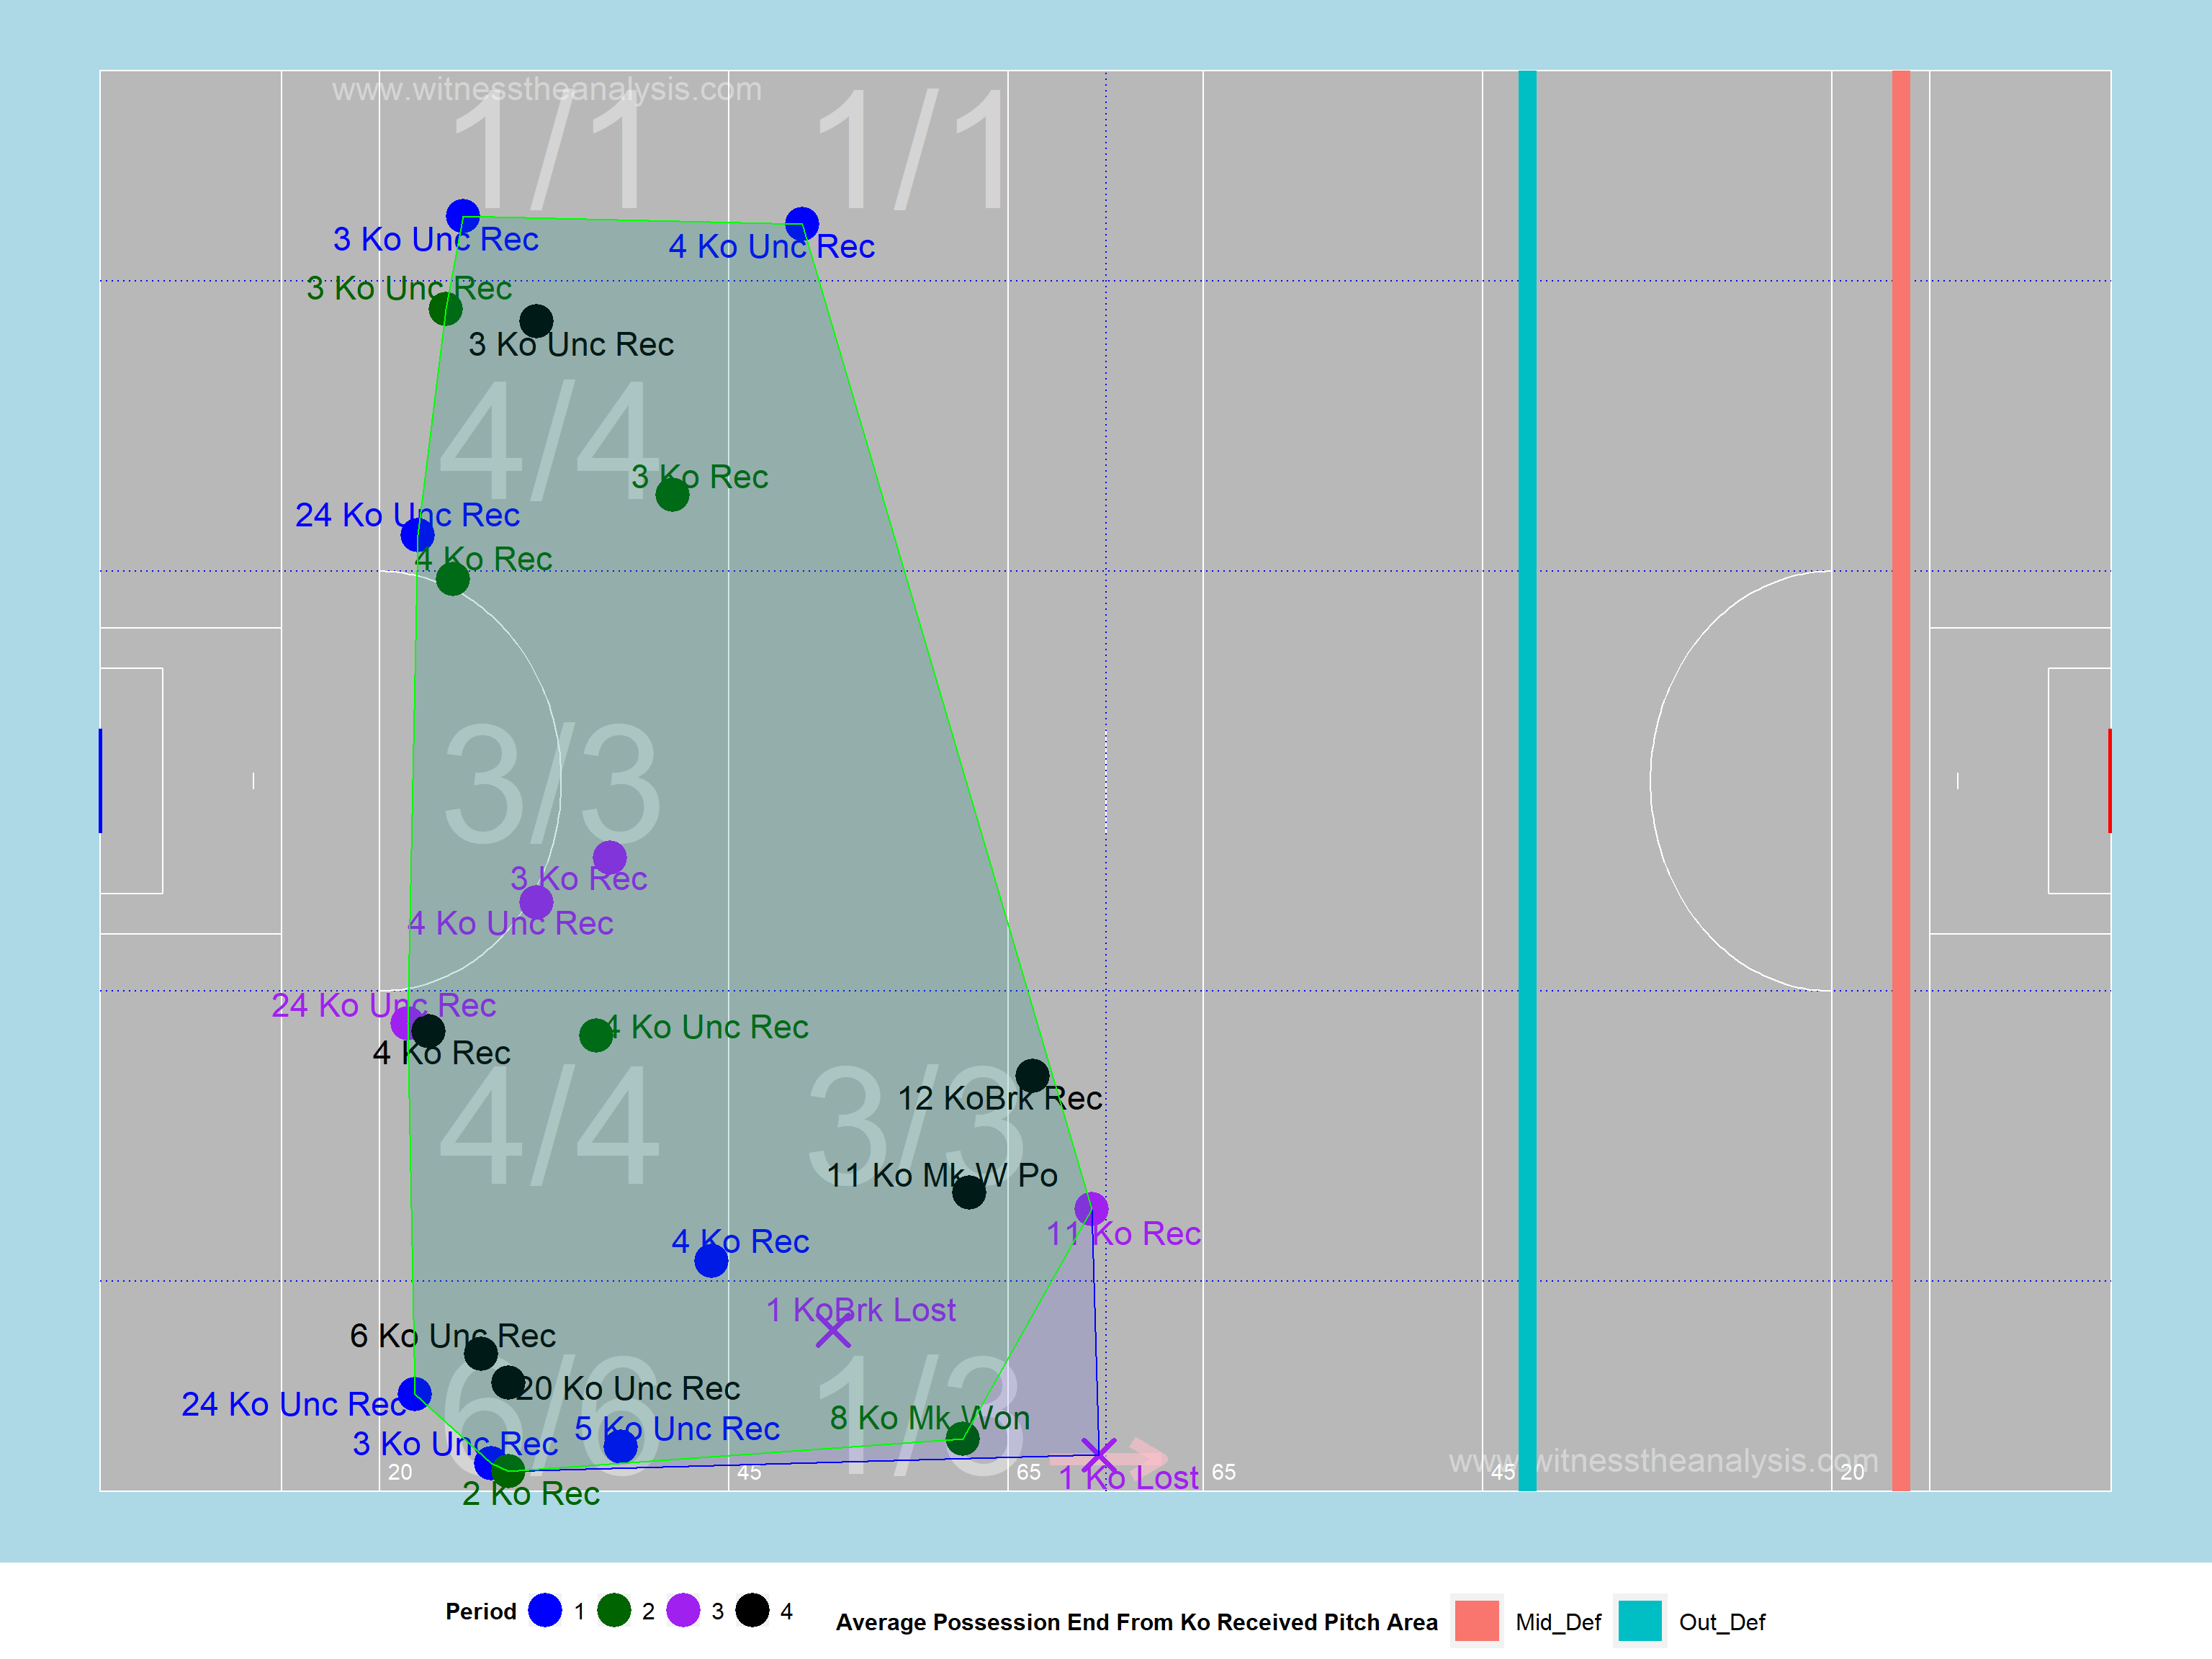 www.witnesstheanalysis.com
1/1
1/1
3 Ko Unc Rec
4 Ko Unc Rec
3 Ko Unc Rec
3 Ko Unc Rec
4/4
3 Ko Rec
24 Ko Unc Rec
4 Ko Rec
3/3
3 Ko Rec
4 Ko Unc Rec
24 Ko Unc Rec
4 Ko Unc Rec
4 Ko Rec
12 KoBrk Rec
4/4
3/3
11 Ko Mk W Po
11 Ko Rec
4 Ko Rec
1 KoBrk Lost
6 Ko Unc Rec
20 Ko Unc Rec
24 Ko Unc Rec
6/6
1/3
8 Ko Mk Won
5 Ko Unc Rec
3 Ko Unc Rec
www.witnesstheanalysis.com
20
45
65
65
45
20
1 Ko Lost
2 Ko Rec
Period 1 2 3 4
Average Possession End From Ko Received Pitch Area Mid_Def Out_Def